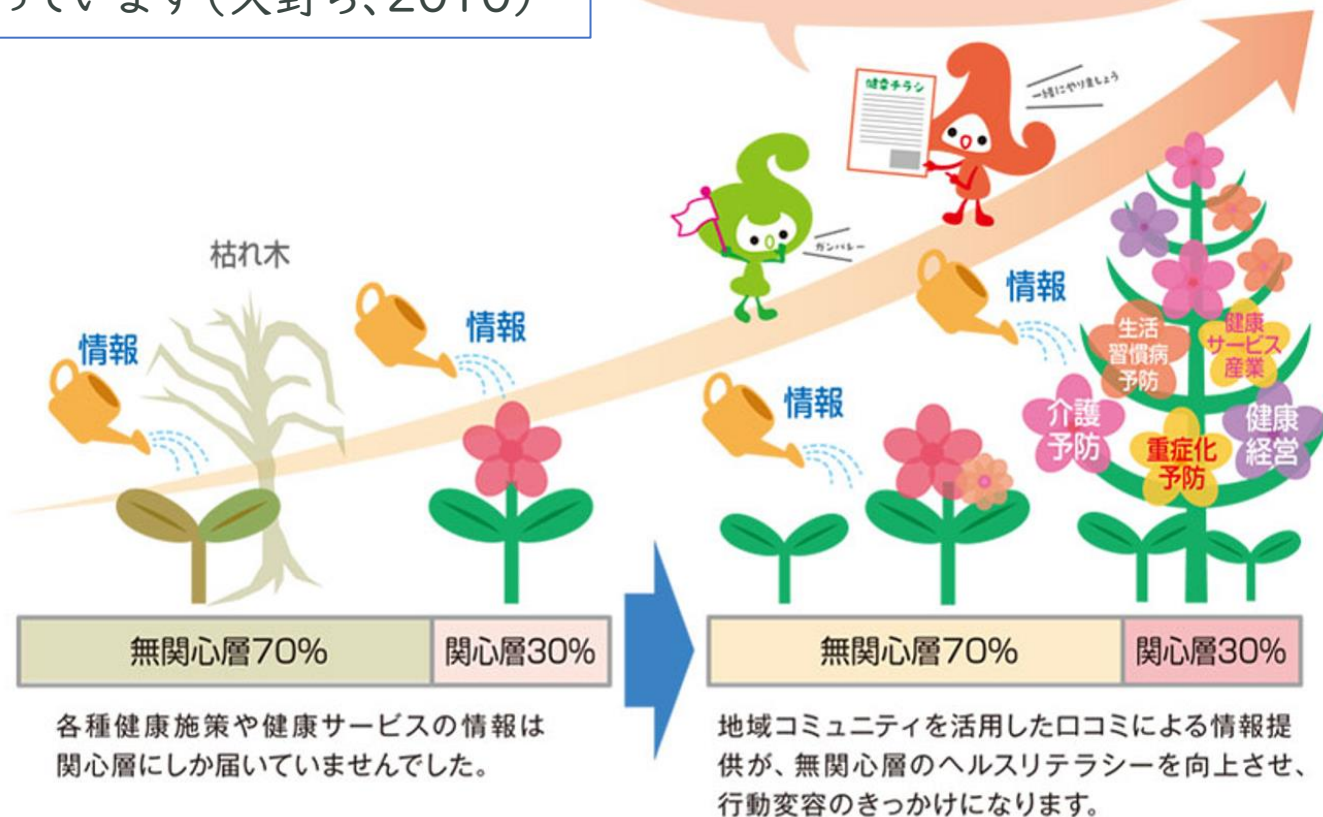 っています(久野ら、2010)
健幸チラシ
一緒にやりましょう
ガンバレー
枯れ木
情報
情報
情報
情報
生活
習慣病
予防
健康
サービス
産業
介護
予防
重症化
予防
健康
経営
無関心層70%
関心層30%
無関心層70%
関心層30%
各種健康施策や健康サービスの情報は
関心層にしか届いていませんでした。
地域コミュニティを活用した口コミによる情報提
供が、無関心層のヘルスリテラシーを向上させ、
行動変容のきっかけになります。